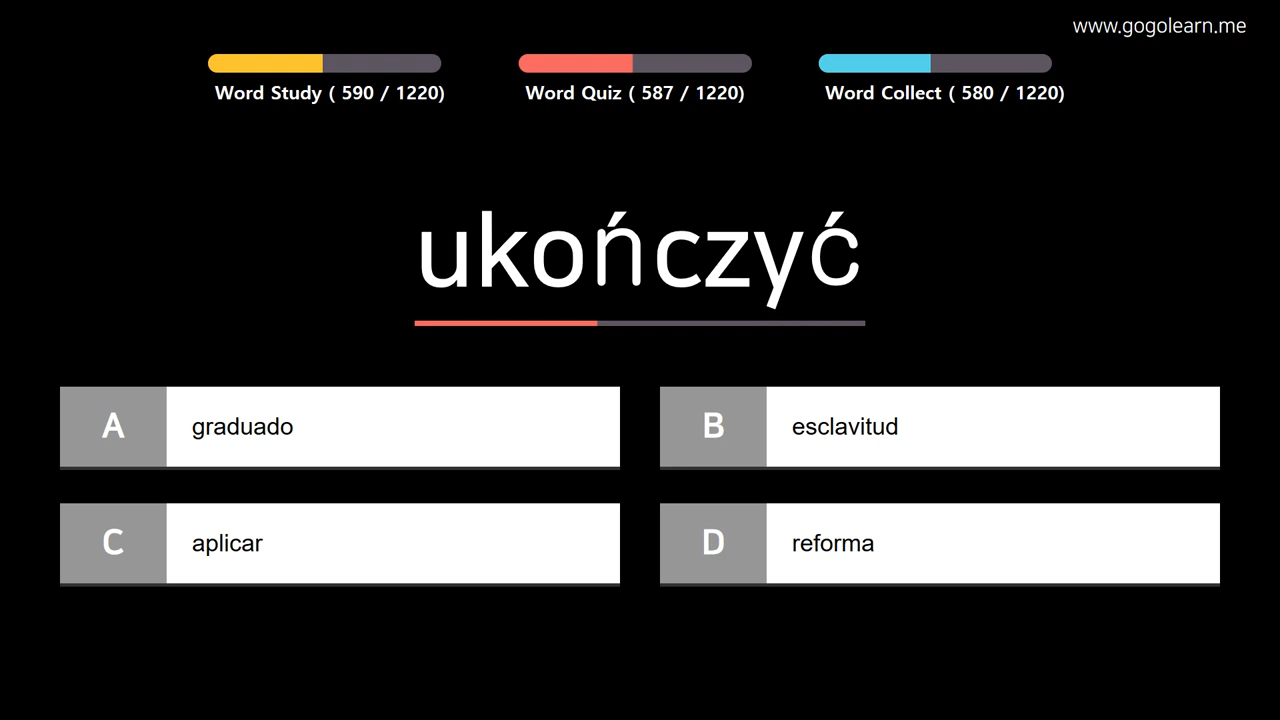 www.gogolearn.me
Word Study ( 590 / 1220)
Word Quiz ( 587 / 1220)
Word Collect ( 580 / 1220)
ukończyć
A graduado
B esclavitud
C aplicar
D reforma